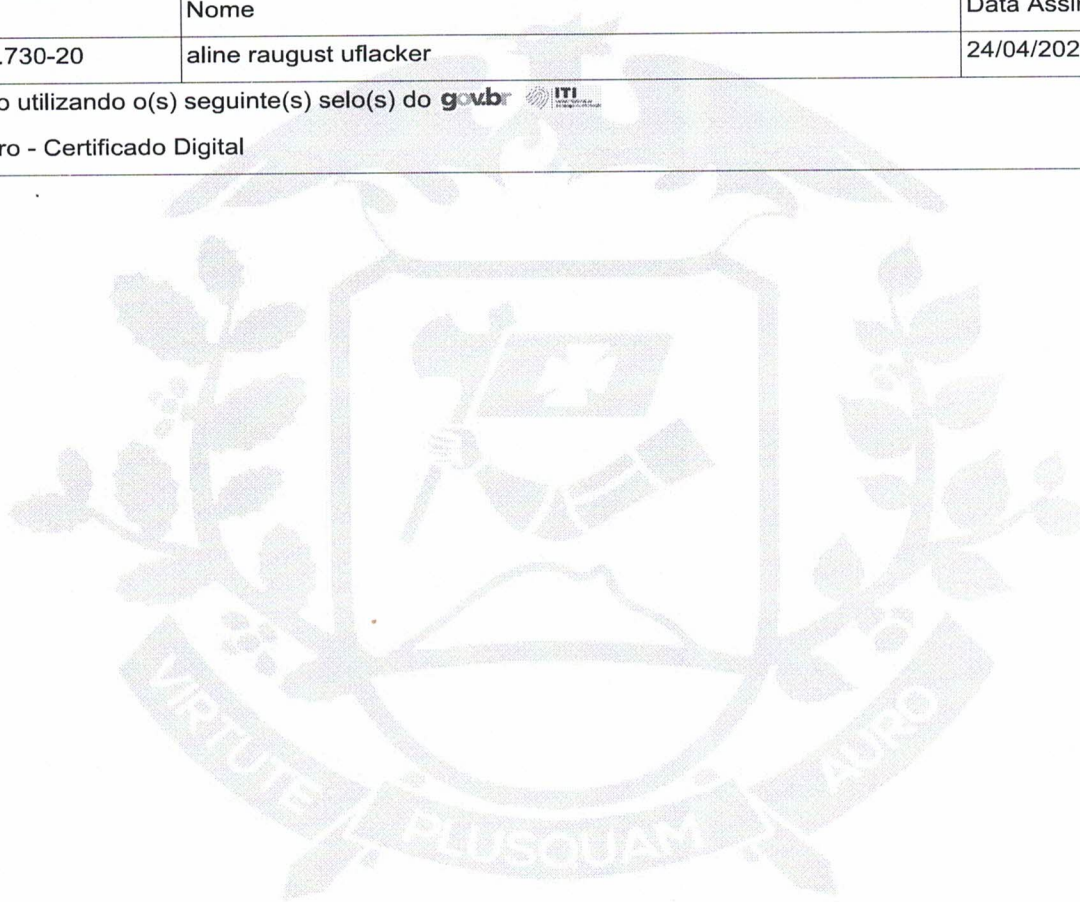 Nome Data Assi
.730-20 aline raugust uflacker 24/04/202
o utilizando o(s) seguinte(s) selo(s) do gov.br ITI
ro - Certificado Digital
VIRTUTE PLUSQUAM AURO